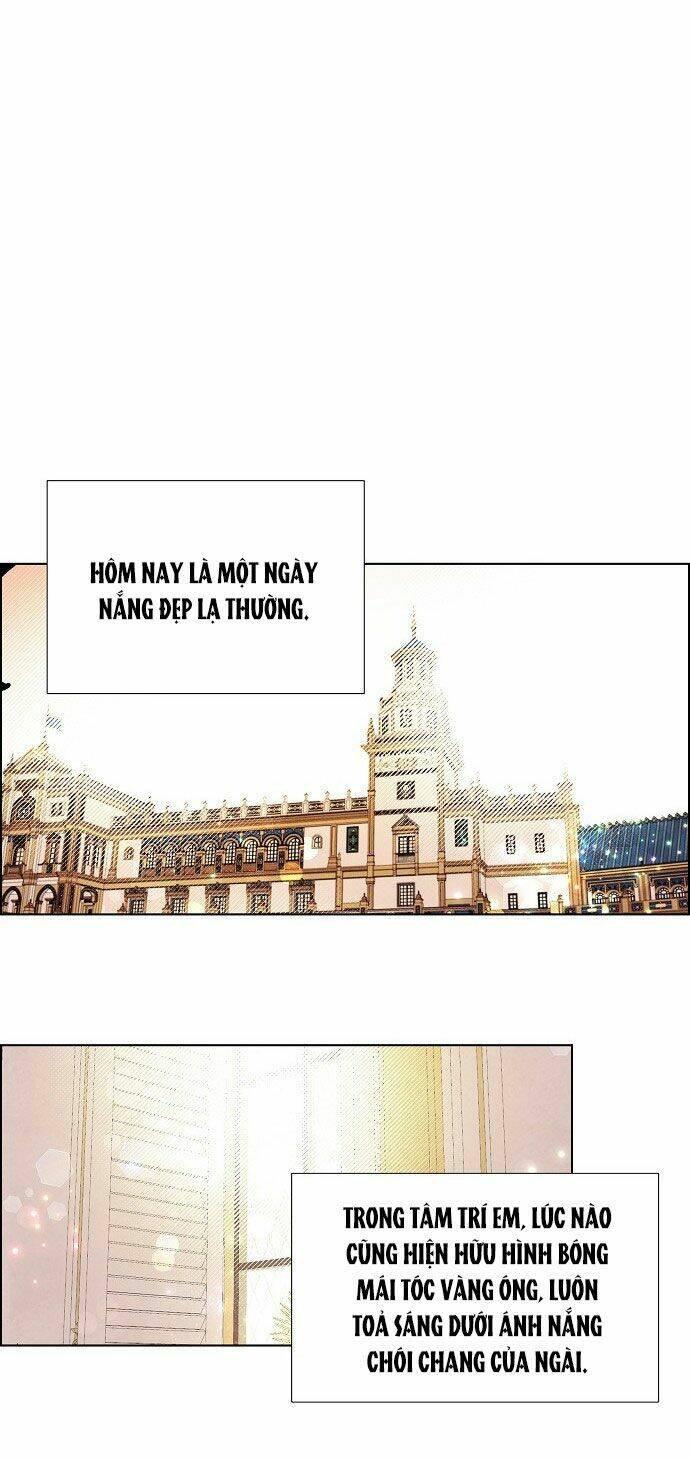 HÔM NAY LÀ MỘT NGÀY
NẮNG ĐẸP LẠ THƯỜNG.
TRONG TÂM TRÍ EM, LÚC NÀO
CŨNG HIỆN HỮU HÌNH BÓNG
MÁI TÓC VÀNG ÓNG, LUÔN
TOẢ SÁNG DƯỚI ÁNH NẮNG
CHÓI CHANG CỦA NGÀI.